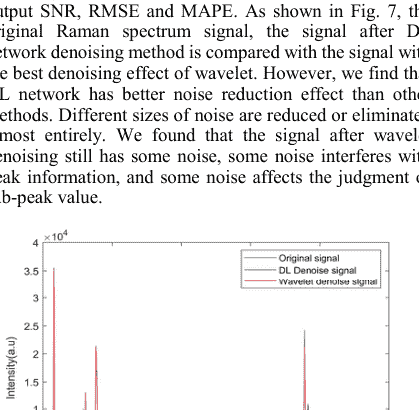 utput SNR, RMSE and MAPE. As shown in Fig. 7, th
riginal Raman spectrum signal, the signal after D
etwork denoising method is compared with the signal wit
e best denoising effect of wavelet. However, we find tha
L network has better noise reduction effect than othe
ethods. Different sizes of noise are reduced or eliminate
most entirely. We found that the signal after wavel
enoising still has some noise, some noise interferes wit
eak information, and some noise affects the judgment o
ub-peak value.
×10⁴
4
Original signal
DL Denoise signal
Wavelet denoise signal
3.5
3
2.5
2
1.5
Intensity(a.u)